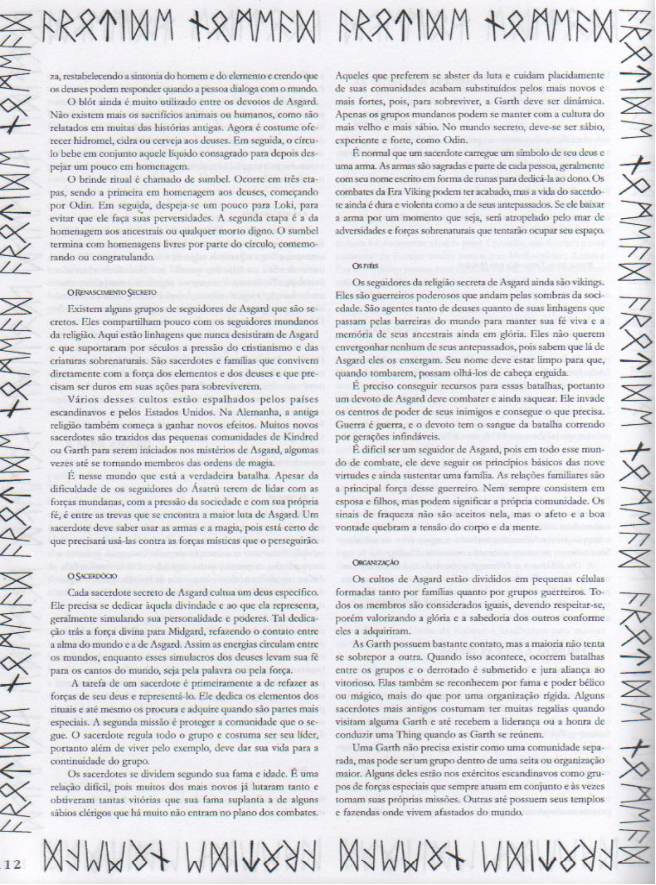 za, restabelecendo a sintonia do homem e do elemento e crendo que
os deuses podem responder quando a pessoa dialoga com o mundo.
O blót ainda é muito utilizado entre os devotos de Asgard.
Não existem mais os sacrifícios animais ou humanos, como são
relatados em muitas das histórias antigas. Agora é costume ofe-
recer hidromel, cidra ou cerveja aos deuses. Em seguida, o círcu-
lo bebe em conjunto aquele líquido consagrado para depois des-
pejar um pouco em homenagem.
O brinde ritual é chamado de sumbel. Ocorre em três eta-
pas, sendo a primeira em homenagem aos deuses, começando
por Odin. Em seguida, despeja-se um pouco para Loki, para
evitar que ele faça suas perversidades. A segunda etapa é a da
homenagem aos ancestrais ou qualquer morto digno. O sumbel
termina com homenagens livres por parte do círculo, comemo-
rando ou congratulando.
O RENASCIMENTO SECRETO
Existem alguns grupos de seguidores de Asgard que são se-
cretos. Eles compartilham pouco com os seguidores mundanos
da religião. Aqui estão linhagens que nunca desistiram de Asgard
e que suportaram por séculos a pressão do cristianismo e das
criaturas sobrenaturais. São sacerdotes e famílias que convivem
diretamente com a força dos elementos e dos deuses e que pre-
cisam ser duros em suas ações para sobreviverem.
Vários desses cultos estão espalhados pelos países
escandinavos e pelos Estados Unidos. Na Alemanha, a antiga
religião também começa a ganhar novos efeitos. Muitos novos
sacerdotes são trazidos das pequenas comunidades de Kindred
ou Garth para serem iniciados nos mistérios de Asgard, algumas
vezes até se tornando membros das ordens de magia.
É nesse mundo que está a verdadeira batalha. Apesar da
dificuldade de os seguidores do Ásatrú terem de lidar com as
forças mundanas, com a pressão da sociedade e com sua própria
fé, é entre as trevas que se encontra a maior luta de Asgard. Um
sacerdote deve saber usar as armas e a magia, pois está certo de
que precisará usá-las contra as forças místicas que o perseguirão.
O SACERDÓCIO
Cada sacerdote secreto de Asgard cultua um deus específico.
Ele precisa se dedicar àquela divindade e ao que ela representa,
geralmente simulando sua personalidade e poderes. Tal dedica-
ção trás a força divina para Midgard, refazendo o contato entre
a alma do mundo e a de Asgard. Assim as energias circulam entre
os mundos, enquanto esses simulacros dos deuses levam sua fé
para os cantos do mundo, seja pela palavra ou pela força.
A tarefa de um sacerdote é primeiramente a de refazer as
forças de seu deus e representá-lo. Ele dedica os elementos dos
rituais e até mesmo os procura e adquire quando são partes mais
especiais. A segunda missão é proteger a comunidade que o se-
gue. O sacerdote regula todo o grupo e costuma ser seu líder,
portanto além de viver pelo exemplo, deve dar sua vida para a
continuidade do grupo.
Os sacerdotes se dividem segundo sua fama e idade. É uma
relação difícil, pois muitos dos mais novos já lutaram tanto e
obtiveram tantas vitórias que sua fama suplanta a de alguns
sábios clérigos que há muito não entram no plano dos combates.
Aqueles que preferem se abster da luta e cuidam placidamente
de suas comunidades acabam substituídos pelos mais novos e
mais fortes, pois, para sobreviver, a Garth deve ser dinâmica.
Apenas os grupos mundanos podem se manter com a cultura do
mais velho e mais sábio. No mundo secreto, deve-se ser sábio,
experiente e forte, como Odin.
É normal que um sacerdote carregue um símbolo de seu deus e
uma arma. As armas são sagradas e parte de cada pessoa, geralmente
com seu nome escrito em forma de runas para dedicá-la ao dono. Os
combates da Era Viking podem ter acabado, mas a vida do sacerdo-
te ainda é dura e violenta como a de seus antepassados. Se ele baixar
a arma por um momento que seja, será atropelado pelo mar de
adversidades e forças sobrenaturais que tentarão ocupar seu espaço.
OS FIÉIS
Os seguidores da religião secreta de Asgard ainda são vikings.
Eles são guerreiros poderosos que andam pelas sombras da soci-
edade. São agentes tanto de deuses quanto de suas linhagens que
passam pelas barreiras do mundo para manter sua fé viva e a
memória de seus ancestrais ainda em glória. Eles não querem
envergonhar nenhum de seus antepassados, pois sabem que lá de
Asgard eles os enxergam. Seu nome deve estar limpo para que,
quando tombarem, possam olhá-los de cabeça erguida.
É preciso conseguir recursos para essas batalhas, portanto
um devoto de Asgard deve combater e ainda saquear. Ele invade
os centros de poder de seus inimigos e consegue o que precisa.
Guerra é guerra, e o devoto tem o sangue da batalha correndo
por gerações infindáveis.
É difícil ser um seguidor de Asgard, pois em todo esse mun-
do de combate, ele deve seguir os princípios básicos das nove
virtudes e ainda sustentar uma família. As relações familiares são
a principal força desse guerreiro. Nem sempre consistem em
esposa e filhos, mas podem significar a própria comunidade. Os
sinais de fraqueza não são aceitos nela, mas o afeto e a boa
vontade quebram a tensão do corpo e da mente.
ORGANIZAÇÃO
Os cultos de Asgard estão divididos em pequenas células
formadas tanto por famílias quanto por grupos guerreiros. To-
dos os membros são considerados iguais, devendo respeitar-se,
porém valorizando a glória e a sabedoria dos outros conforme
eles a adquiriram.
As Garth possuem bastante contato, mas a maioria não tenta
se sobrepor a outra. Quando isso acontece, ocorrem batalhas
entre os grupos e o derrotado é submetido e jura aliança ao
vitorioso. Elas também se reconhecem por fama e poder bélico
ou mágico, mais do que por uma organização rígida. Alguns
sacerdotes mais antigos costumam ter muitas regalias quando
visitam alguma Garth e até recebem a liderança ou a honra de
conduzir uma Thing quando as Garth se reúnem.
Uma Garth não precisa existir como uma comunidade sepa-
rada, mas pode ser um grupo dentro de uma seita ou organização
maior. Alguns deles estão nos exércitos escandinavos como gru-
pos de forças especiais que sempre atuam em conjunto e às vezes
tomam suas próprias missões. Outras até possuem seus templos
e fazendas onde vivem afastados do mundo.
12